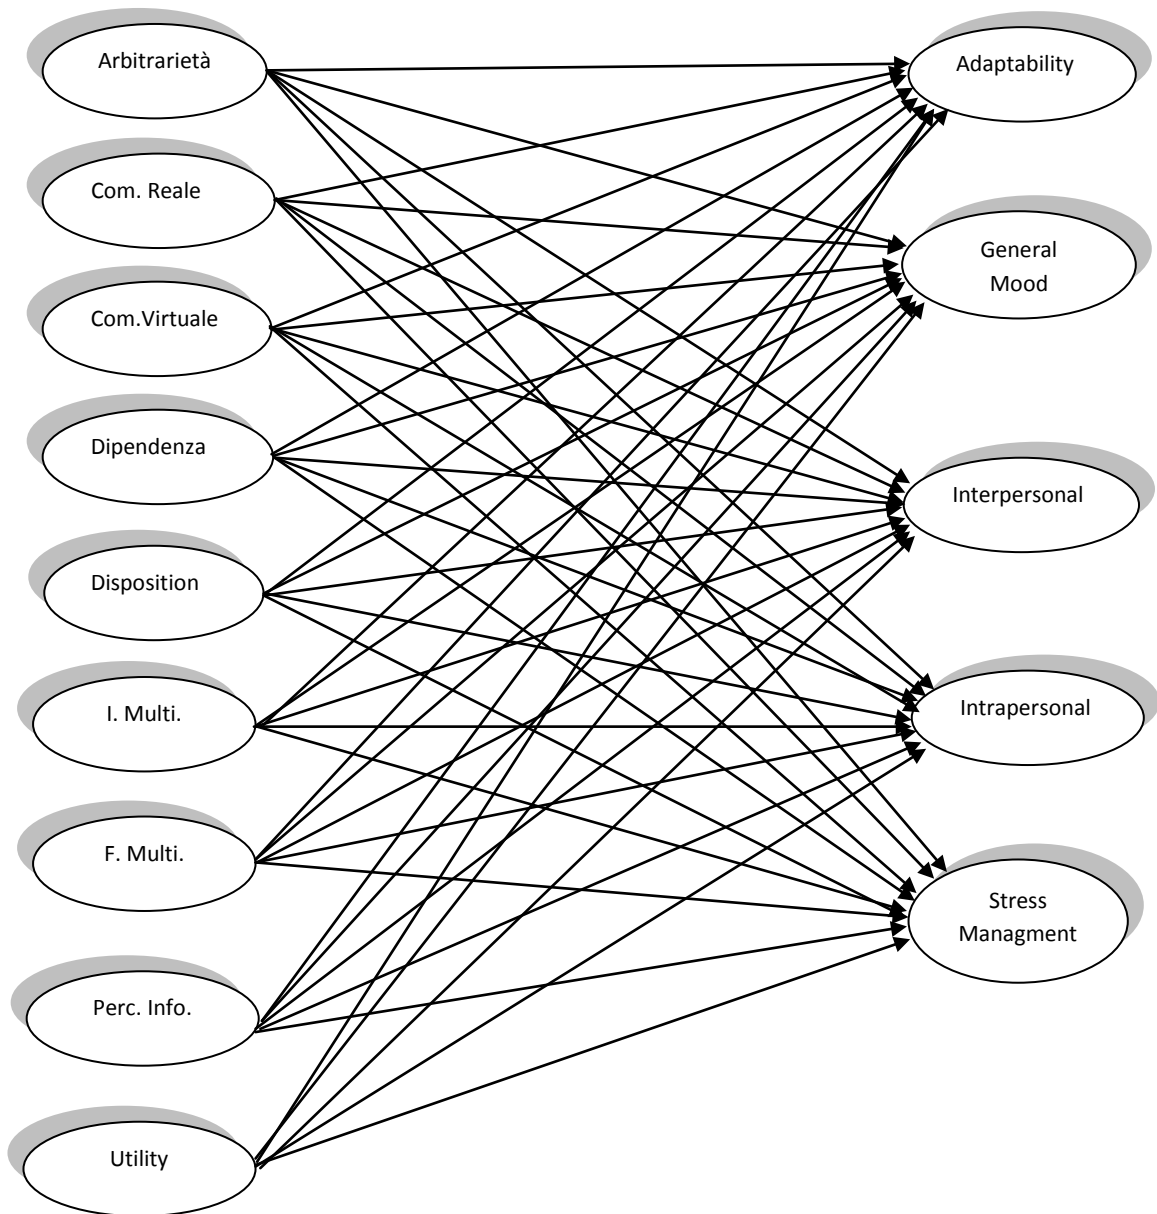 Arbitrarietà
Com. Reale
Com.Virtuale
Dipendenza
Disposition
I. Multi.
F. Multi.
Perc. Info.
Utility
Adaptability
General
Mood
Interpersonal
Intrapersonal
Stress
Managment